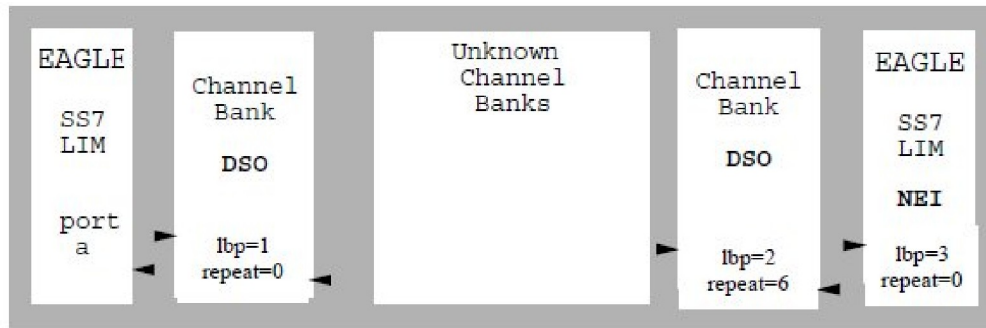 EAGLE
SS7
LIM
port
a
Channel
Bank
DSO
lbp=1
repeat=0
Unknown
Channel
Banks
Channel
Bank
DSO
lbp=2
repeat=6
EAGLE
SS7
LIM
NEI
lbp=3
repeat=0